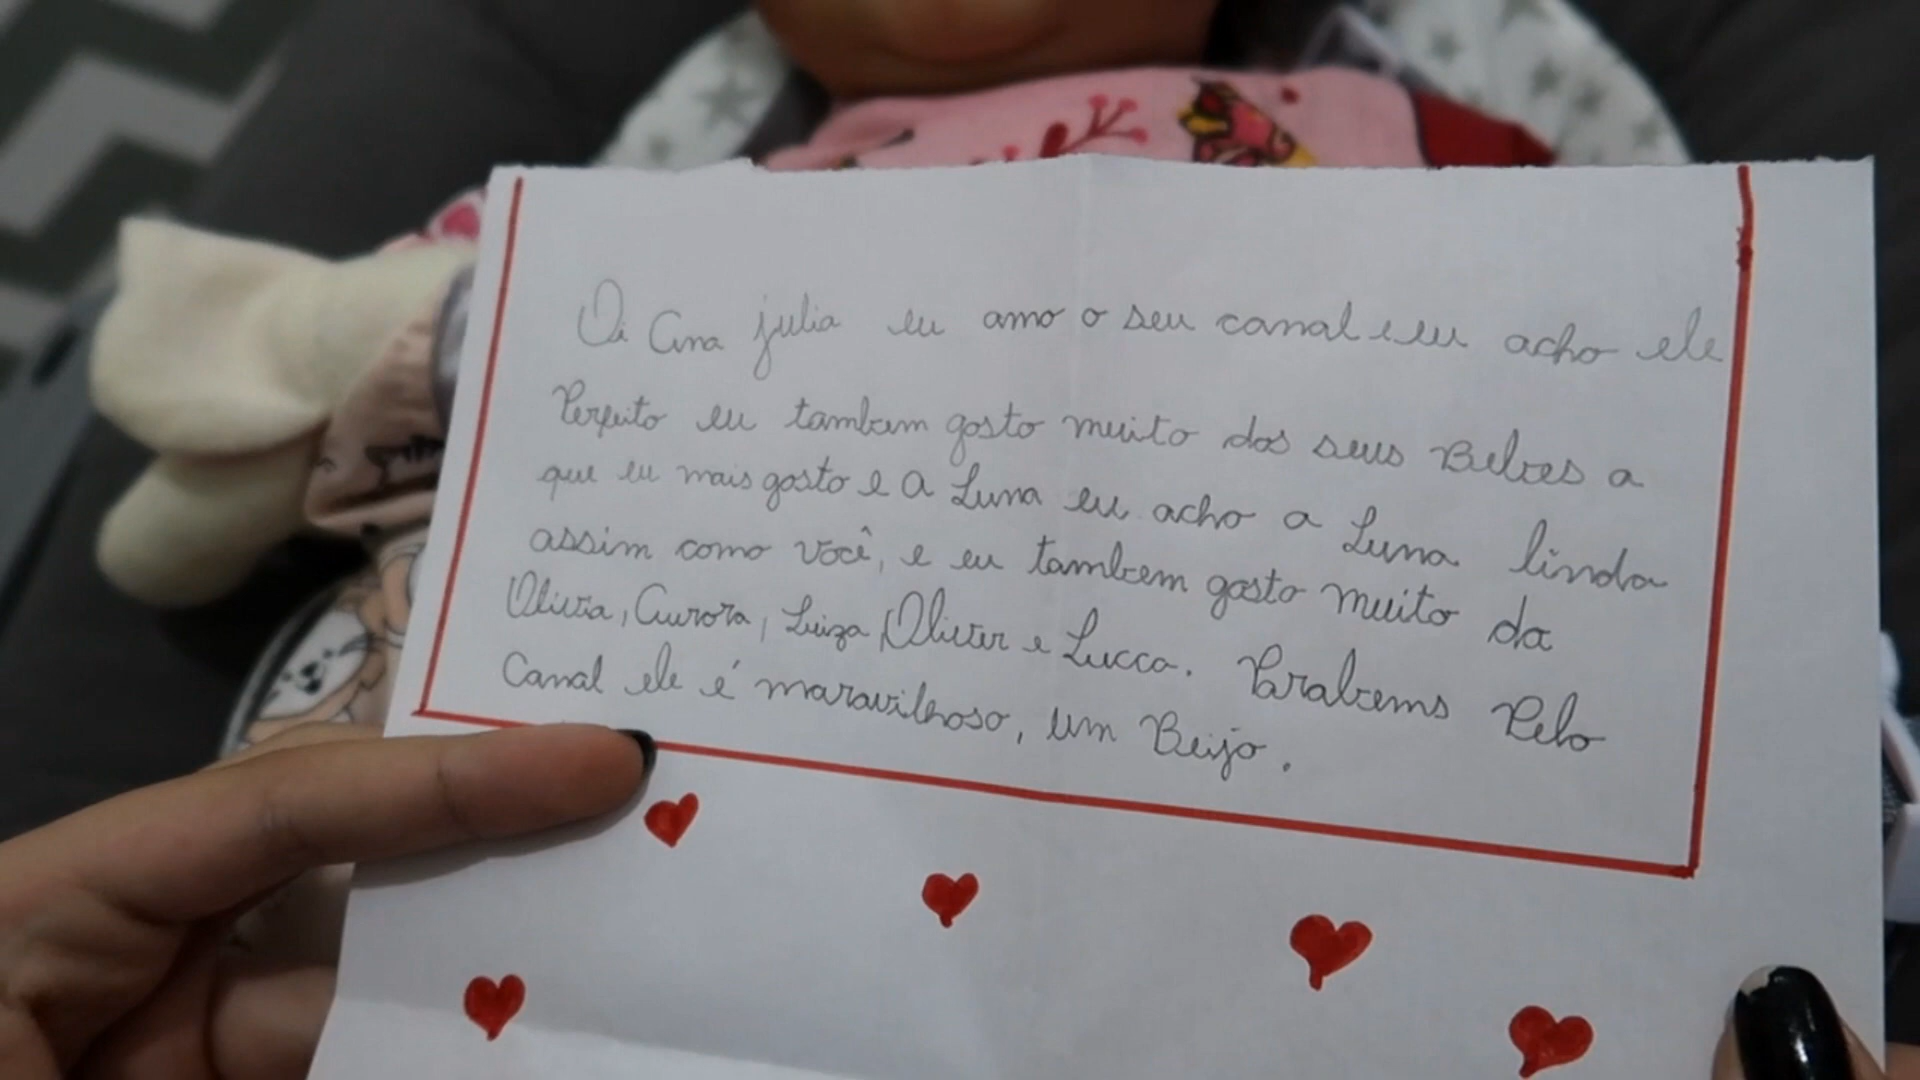 Oi Ana julia eu amo o seu canal e eu acho ele
Perfeito eu tambem gosto muito dos seus Bebes a
que eu mais gosto e a Luna eu acho a Luna linda
assim como você, e eu tambem gosto muito da
Olivia, Aurora, Luiza, Oliver e Lucca. Parabems Pelo
Canal ele é maravilhoso, um Beijo.